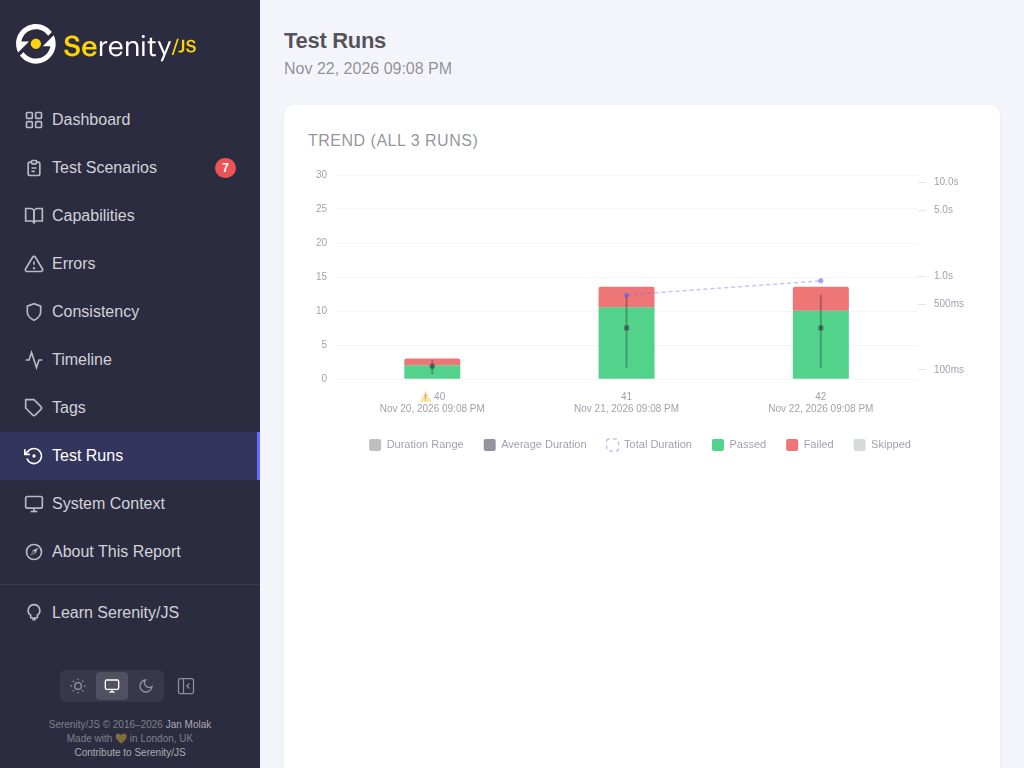 Serenity/JS
Dashboard
Test Scenarios 7
Capabilities
Errors
Consistency
Timeline
Tags
Test Runs
System Context
About This Report
Learn Serenity/JS
Serenity/JS © 2016–2026 Jan Molak
Made with 💛 in London, UK
Contribute to Serenity/JS
Test Runs
Nov 22, 2026 09:08 PM
TREND (ALL 3 RUNS)
30
25
20
15
10
5
0
10.0s
5.0s
1.0s
500ms
100ms
⚠️ 40
Nov 20, 2026 09:08 PM
41
Nov 21, 2026 09:08 PM
42
Nov 22, 2026 09:08 PM
Duration Range Average Duration Total Duration Passed Failed Skipped